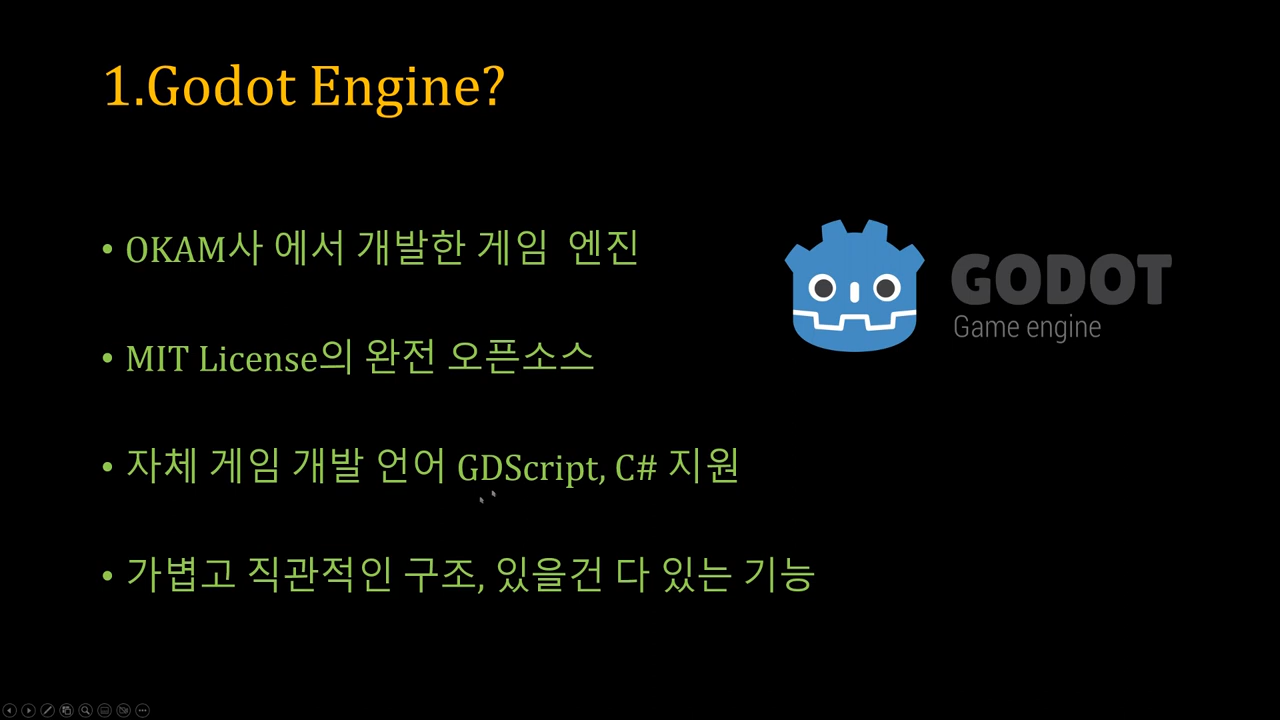 1.Godot Engine?
• OKAM사 에서 개발한 게임  엔진
GODOT
Game engine
• MIT License의 완전 오픈소스
• 자체 게임 개발 언어 GDScript, C# 지원
• 가볍고 직관적인 구조, 있을건 다 있는 기능